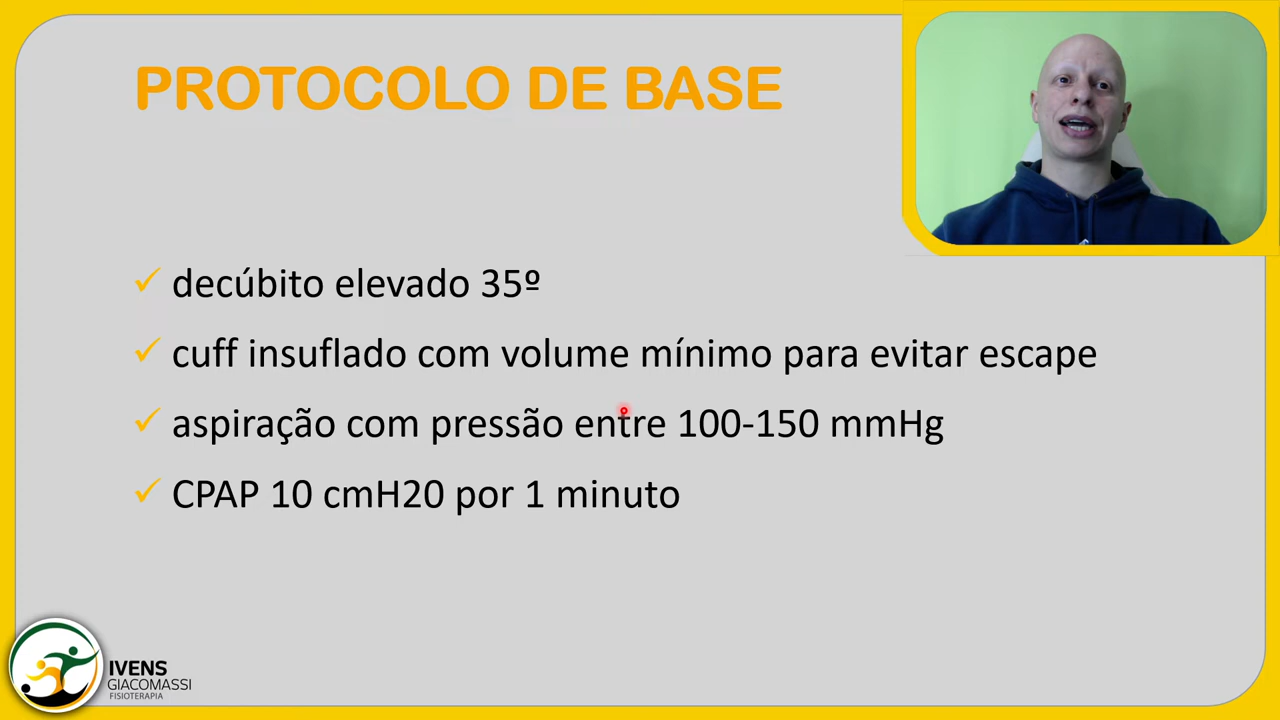 PROTOCOLO DE BASE
decúbito elevado 35º
cuff insuflado com volume mínimo para evitar escape
aspiração com pressão entre 100-150 mmHg
CPAP 10 cmH20 por 1 minuto
IVENS
GIACOMASSI
FISIOTERAPIA